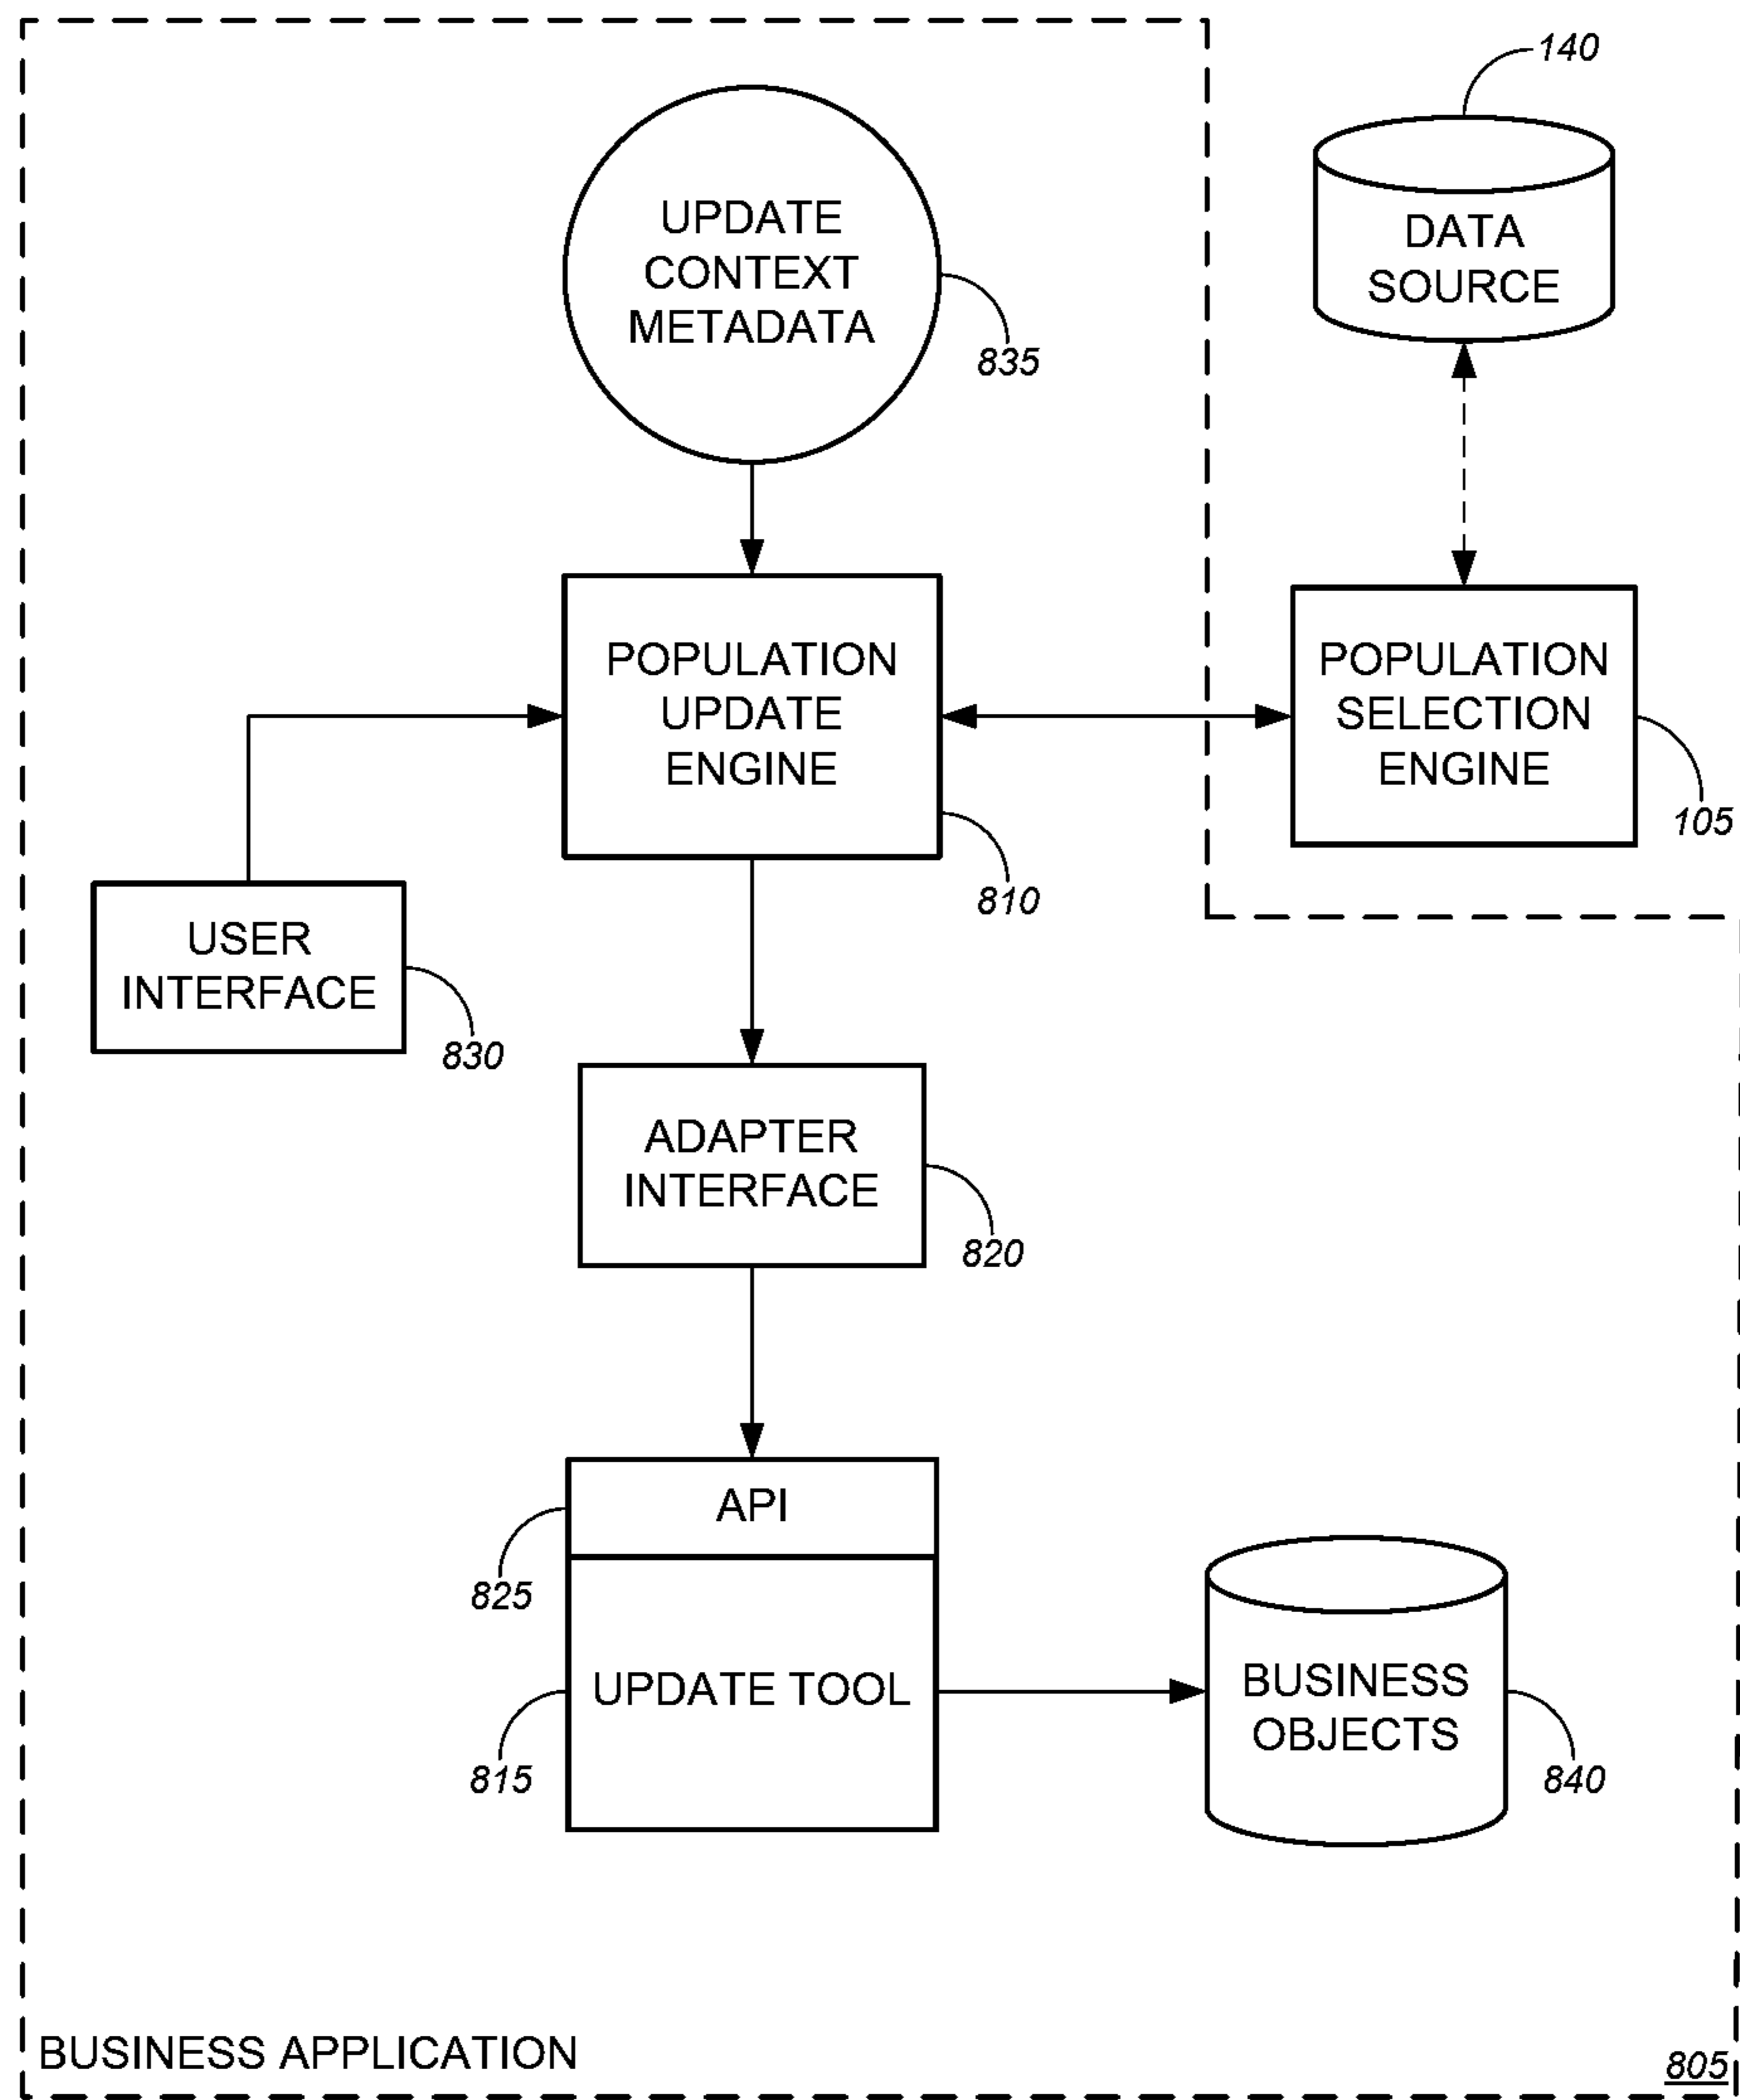 140
UPDATE
CONTEXT
METADATA
835
DATA
SOURCE
POPULATION
UPDATE
ENGINE
810
POPULATION
SELECTION
ENGINE
105
USER
INTERFACE
830
ADAPTER
INTERFACE
820
API
825
UPDATE TOOL
815
BUSINESS
OBJECTS
840
BUSINESS APPLICATION
805